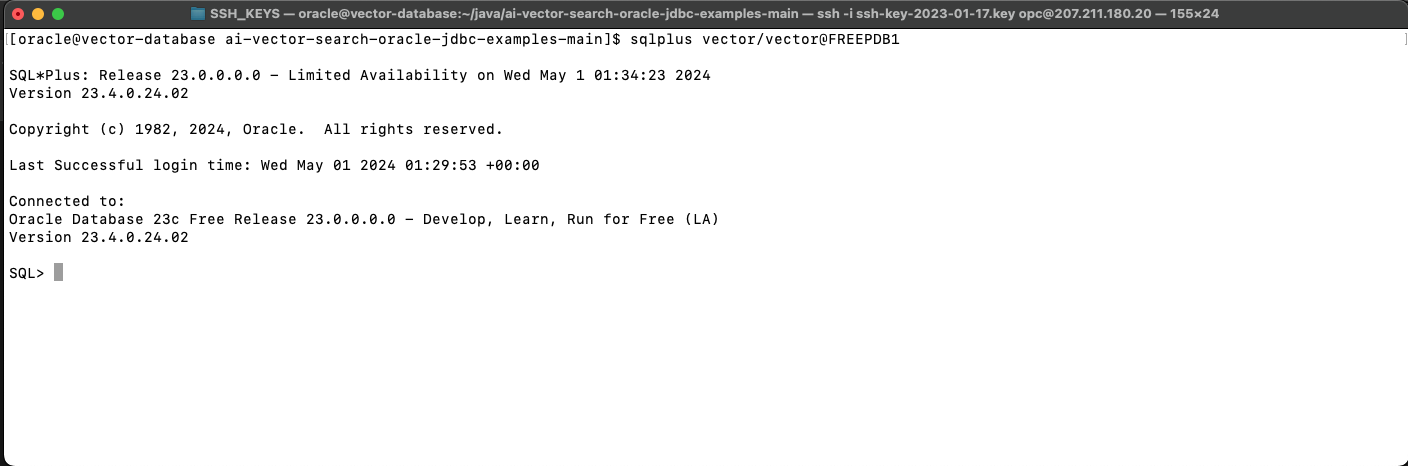 SSH_KEYS — oracle@vector-database:~/java/ai-vector-search-oracle-jdbc-examples-main — ssh -i ssh-key-2023-01-17.key opc@207.211.180.20 — 155×24
[[oracle@vector-database ai-vector-search-oracle-jdbc-examples-main]$ sqlplus vector/vector@FREEPDB1 ]
SQL*Plus: Release 23.0.0.0.0 – Limited Availability on Wed May 1 01:34:23 2024
Version 23.4.0.24.02
Copyright (c) 1982, 2024, Oracle.  All rights reserved.
Last Successful login time: Wed May 01 2024 01:29:53 +00:00
Connected to:
Oracle Database 23c Free Release 23.0.0.0.0 – Develop, Learn, Run for Free (LA)
Version 23.4.0.24.02
SQL>